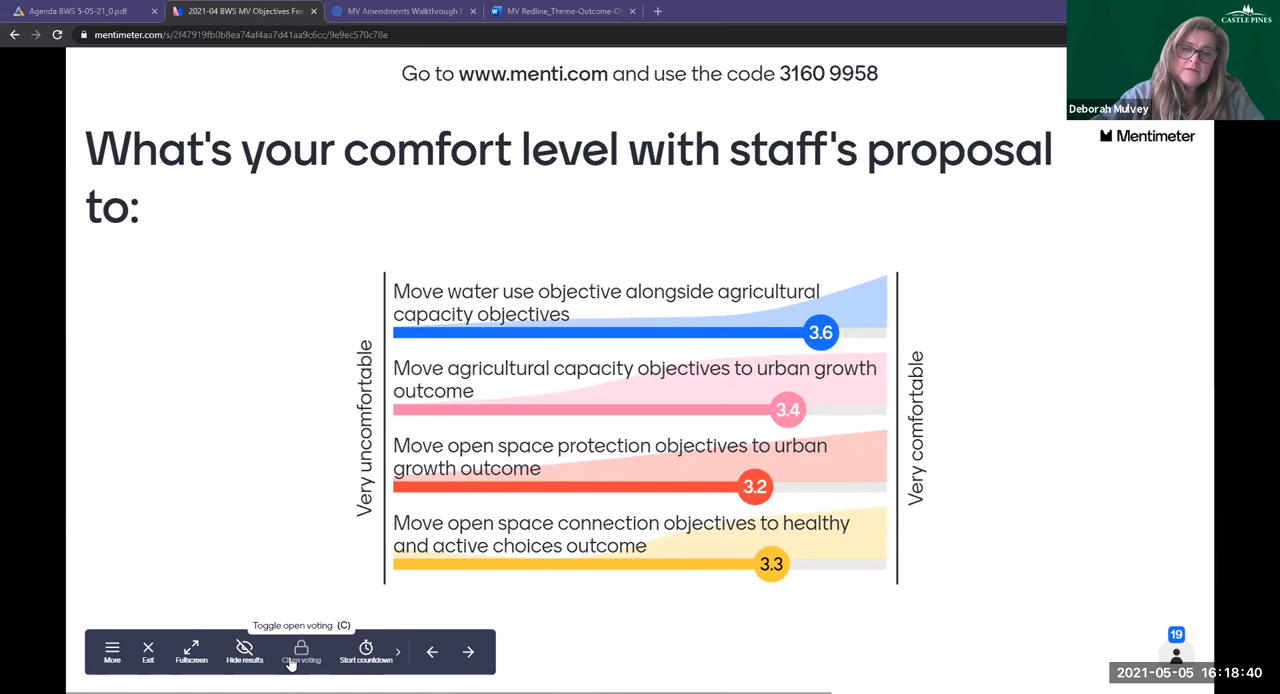 Agenda BWS 5-05-21_0.pdf
2021-04 BWS MV Objectives Fee
MV Amendments Walkthrough
MV Redline_Theme-Outcome-O
mentimeter.com/s/2f47919fb0b8ea74af4aa7d41aa9c6cc/9e9ec570c78e
CASTLE PINES
Deborah Mulvey
Go to www.menti.com and use the code 3160 9958
Mentimeter
What's your comfort level with staff's proposal
to:
Very uncomfortable
Move water use objective alongside agricultural
capacity objectives
3.6
Move agricultural capacity objectives to urban growth
outcome
3.4
Move open space protection objectives to urban
growth outcome
3.2
Move open space connection objectives to healthy
and active choices outcome
3.3
Very comfortable
Toggle open voting (C)
More
Exit
Fullscreen
Hide results
Close voting
Start countdown
19
2021-05-05 16:18:40